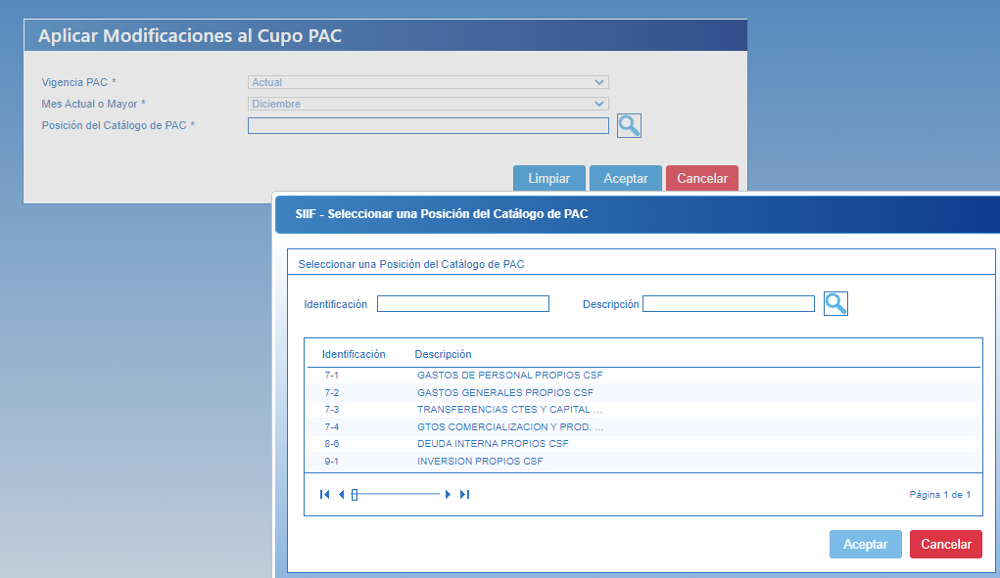 Aplicar Modificaciones al Cupo PAC
Vigencia PAC * Actual
Mes Actual o Mayor * Diciembre
Posición del Catálogo de PAC *
Limpiar Aceptar Cancelar
SIIF - Seleccionar una Posición del Catálogo de PAC
Seleccionar una Posición del Catálogo de PAC
Identificación Descripción
Identificación Descripción
7-1 GASTOS DE PERSONAL PROPIOS CSF
7-2 GASTOS GENERALES PROPIOS CSF
7-3 TRANSFERENCIAS CTES Y CAPITAL ...
7-4 GTOS COMERCIALIZACION Y PROD. ...
8-6 DEUDA INTERNA PROPIOS CSF
9-1 INVERSION PROPIOS CSF
Página 1 de 1
Aceptar Cancelar